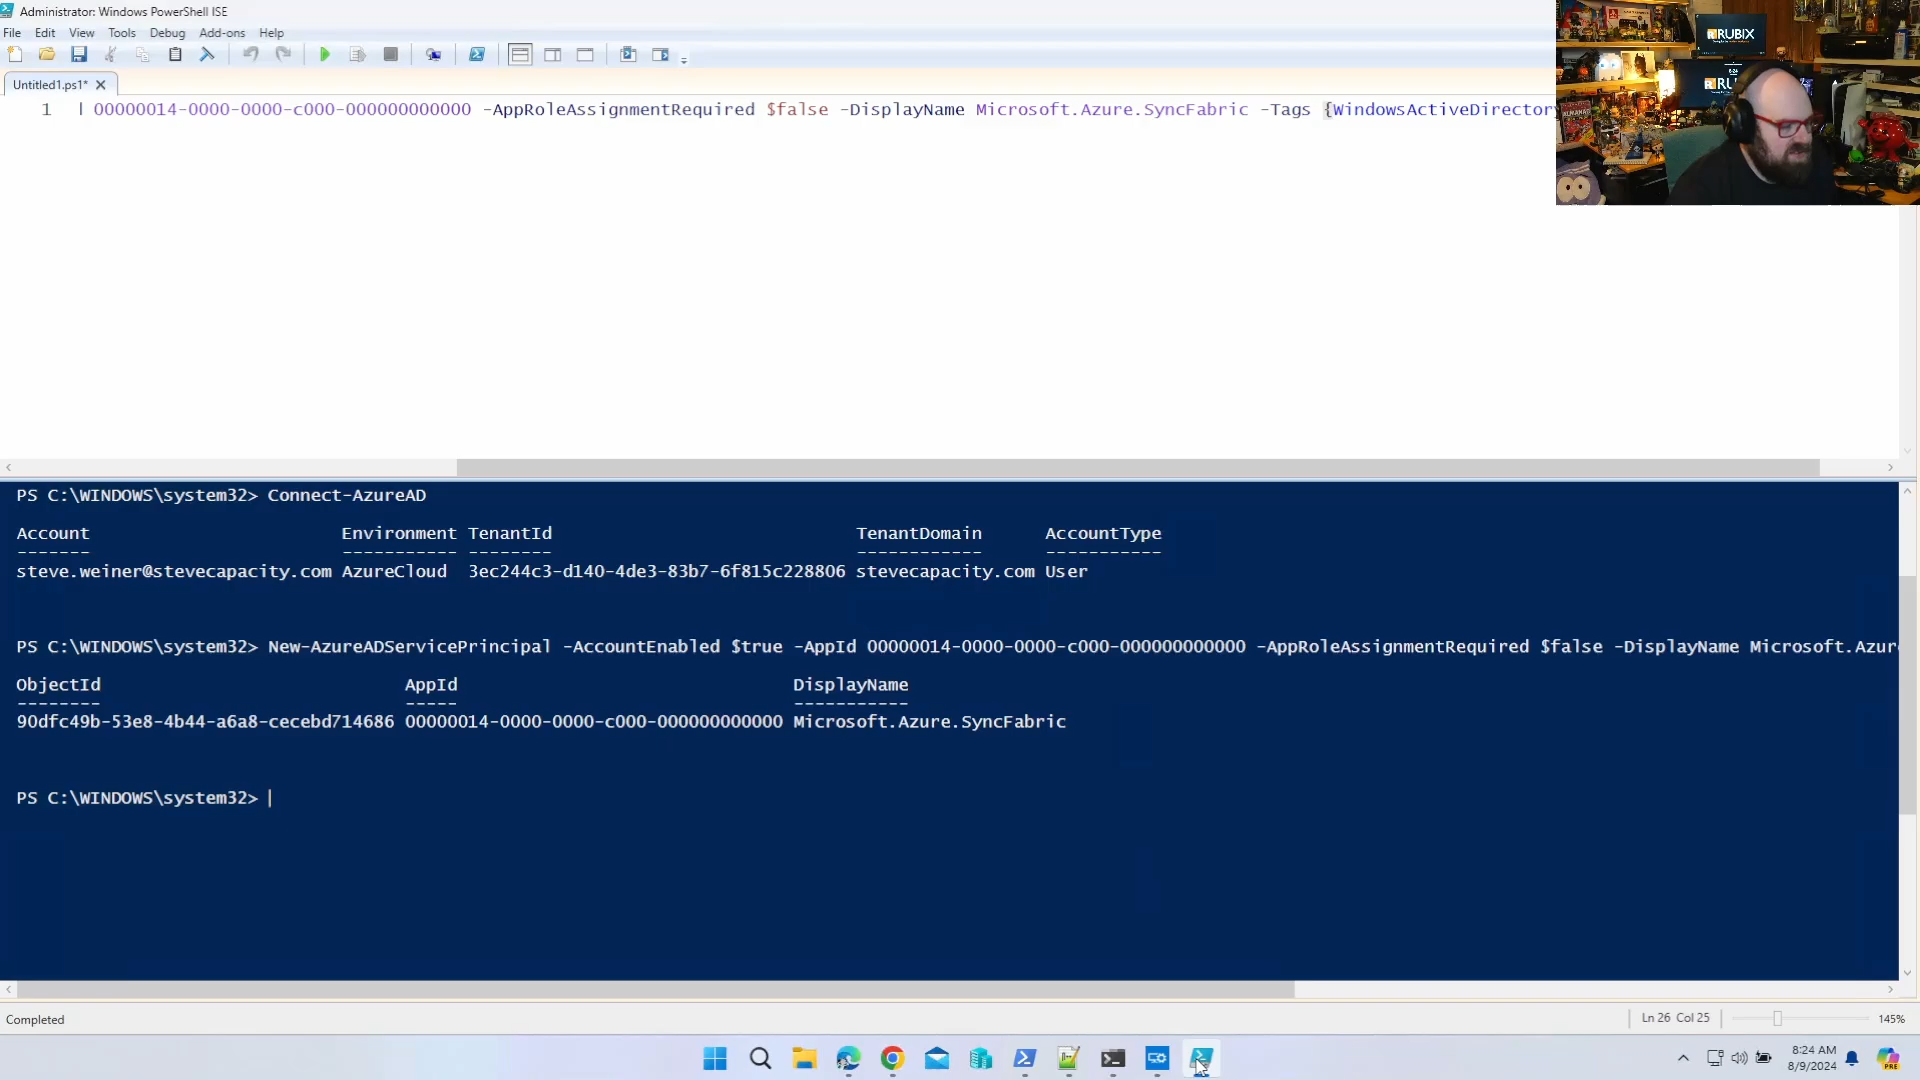 Administrator: Windows PowerShell ISE
File Edit View Tools Debug Add-ons Help
Untitled1.ps1* X
1 00000014-0000-0000-c000-000000000000 -AppRoleAssignmentRequired $false -DisplayName Microsoft.Azure.SyncFabric -Tags {WindowsActiveDirectory
RUBIX
PS C:\WINDOWS\system32> Connect-AzureAD
Account Environment TenantId TenantDomain AccountType
------- ----------- -------- ------------ -----------
steve.weiner@stevecapacity.com AzureCloud 3ec244c3-d140-4de3-83b7-6f815c228806 stevecapacity.com User
PS C:\WINDOWS\system32> New-AzureADServicePrincipal -AccountEnabled $true -AppId 00000014-0000-0000-c000-000000000000 -AppRoleAssignmentRequired $false -DisplayName Microsoft.Azur
ObjectId AppId DisplayName
-------- ----- -----------
90dfc49b-53e8-4b44-a6a8-cecebd714686 00000014-0000-0000-c000-000000000000 Microsoft.Azure.SyncFabric
PS C:\WINDOWS\system32>
Completed
Ln 26 Col 25
145%
8:24 AM
8/9/2024
PRE